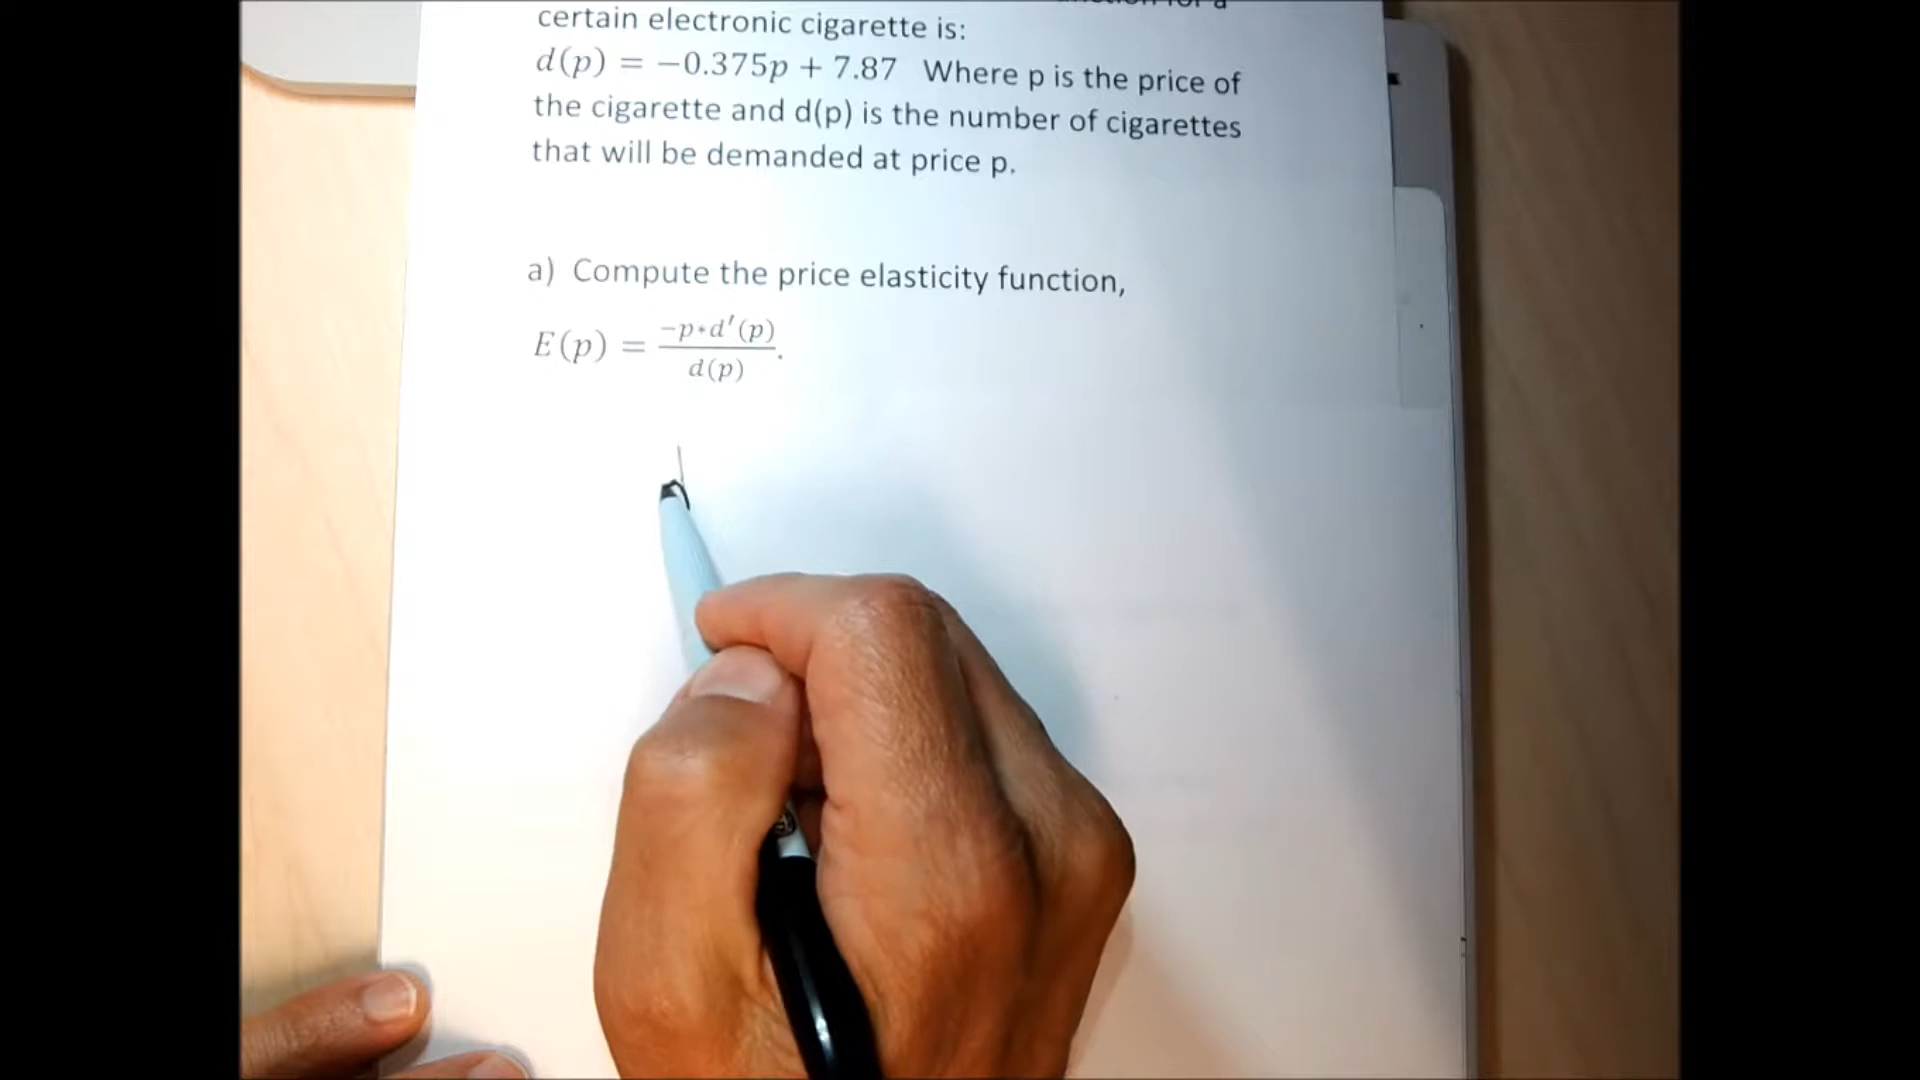 certain electronic cigarette is:
d(p) = −0.375p + 7.87 Where p is the price of
the cigarette and d(p) is the number of cigarettes
that will be demanded at price p.
a) Compute the price elasticity function,
E(p) = −p*d′(p) / d(p).